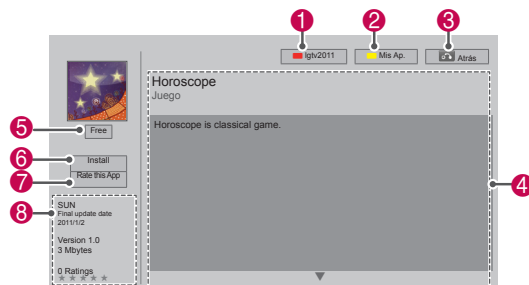 1
2
3
lgtv2011
Mis Ap.
Atrás
Horoscope
Juego
5
Free
Horoscope is classical game.
6
Install
7
Rate this App
4
8
SUN
Final update date
2011/1/2
Version 1.0
3 Mbytes
0 Ratings